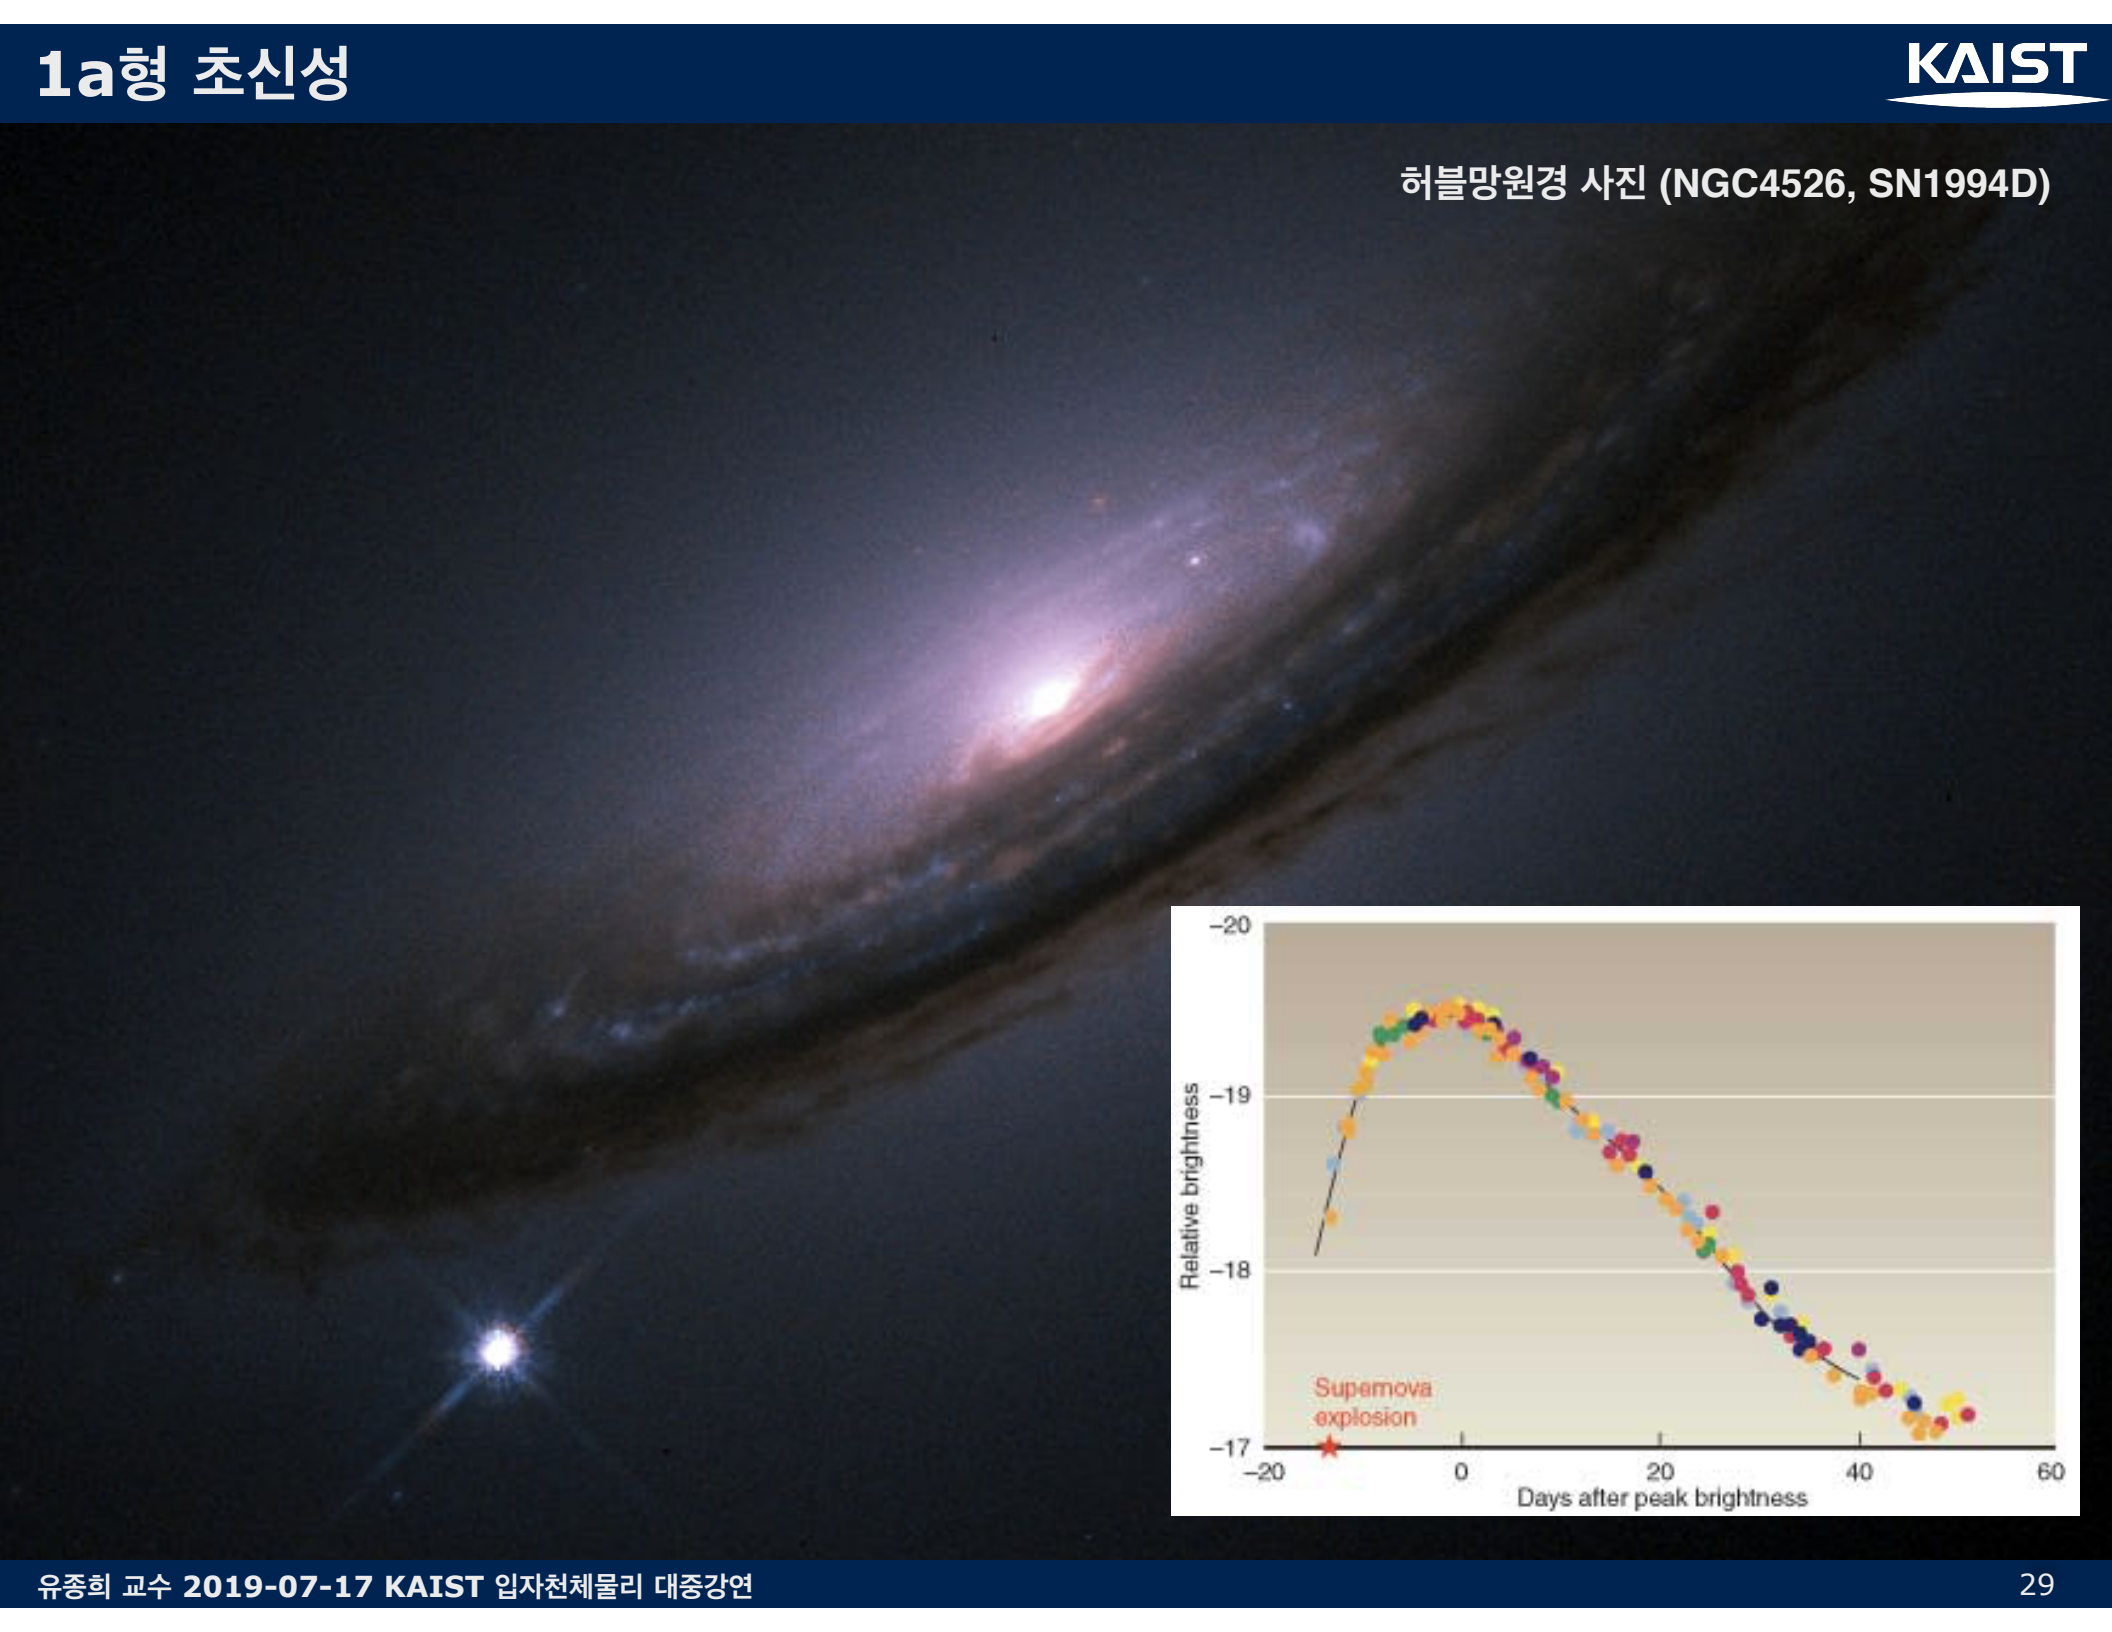 1a형 초신성
KAIST
허블망원경 사진 (NGC4526, SN1994D)
–20
–19
–18
–17
Relative brightness
Supernova
explosion
–20 0 20 40 60
Days after peak brightness
유종희 교수 2019-07-17 KAIST 입자천체물리 대중강연
29